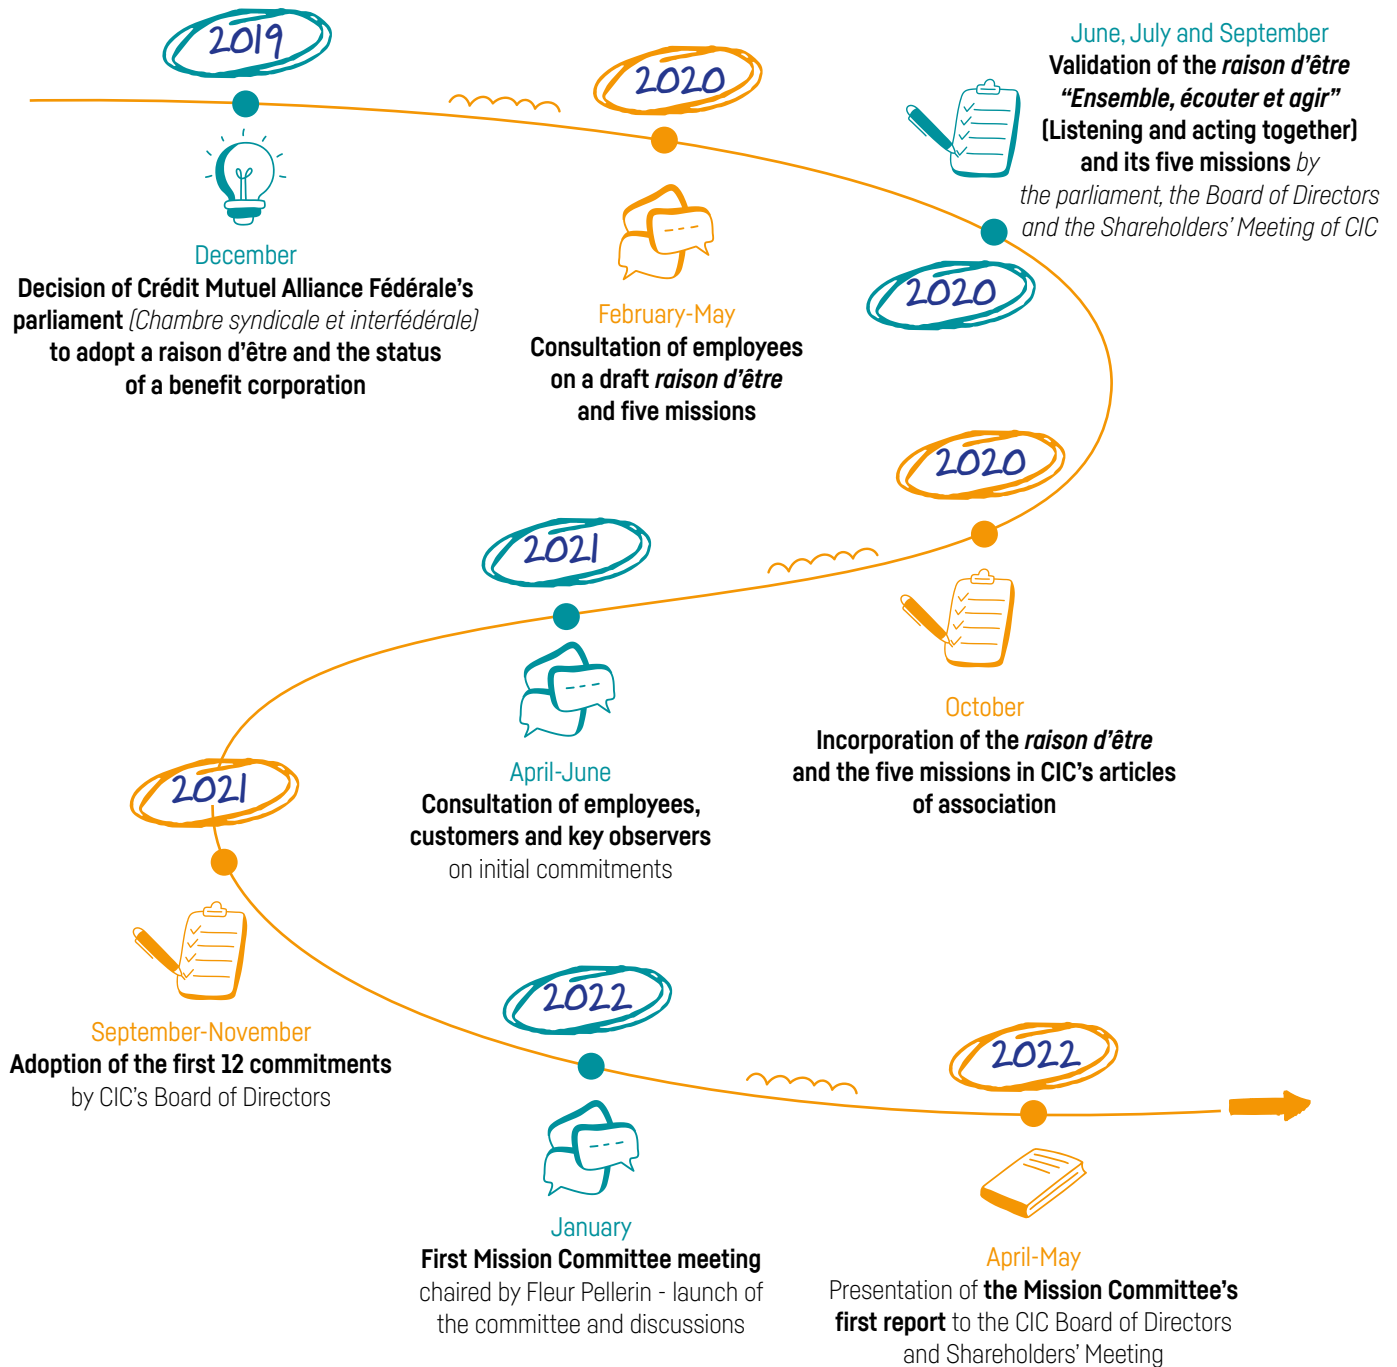 2019
December
Decision of Crédit Mutuel Alliance Fédérale’s
parliament (Chambre syndicale et interfédérale)
to adopt a raison d’être and the status
of a benefit corporation
2020
February-May
Consultation of employees
on a draft raison d’être
and five missions
June, July and September
Validation of the raison d’être
“Ensemble, écouter et agir”
(Listening and acting together)
and its five missions by
the parliament, the Board of Directors
and the Shareholders’ Meeting of CIC
2020
2020
October
Incorporation of the raison d’être
and the five missions in CIC’s articles
of association
2021
April-June
Consultation of employees,
customers and key observers
on initial commitments
2021
September-November
Adoption of the first 12 commitments
by CIC’s Board of Directors
2022
January
First Mission Committee meeting
chaired by Fleur Pellerin - launch of
the committee and discussions
2022
April-May
Presentation of the Mission Committee’s
first report to the CIC Board of Directors
and Shareholders’ Meeting